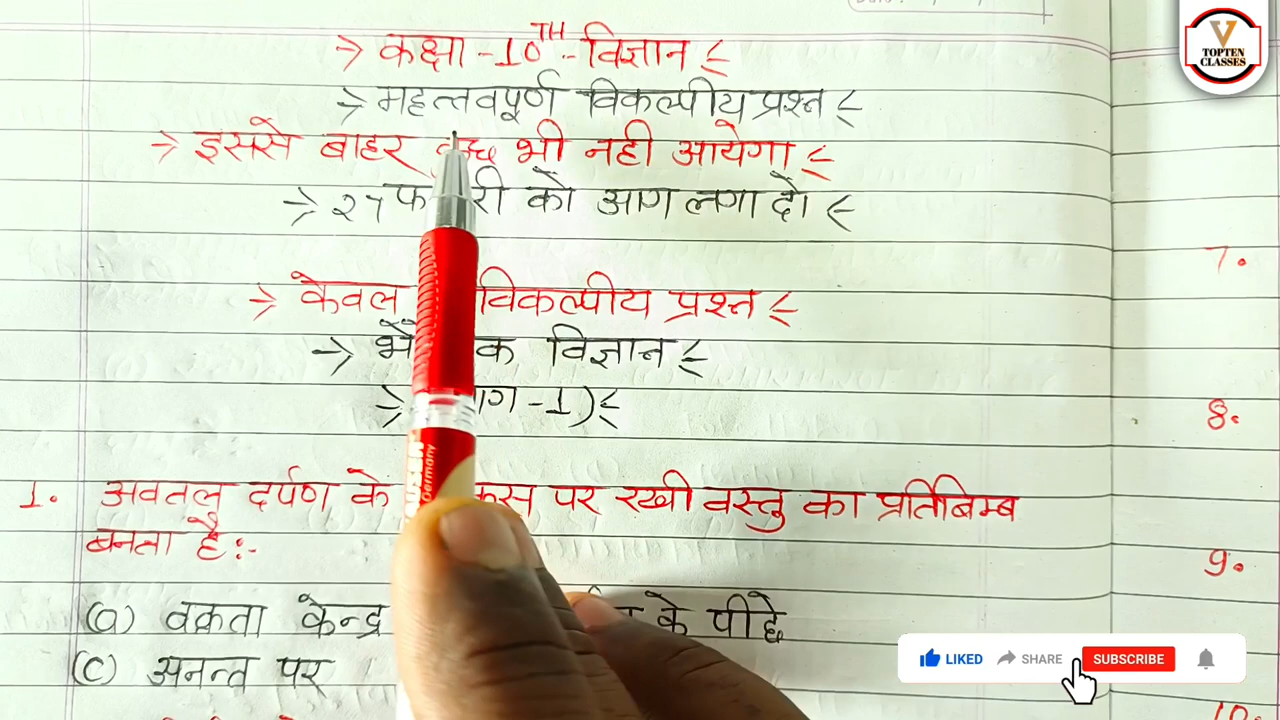 V
TOPTEN
CLASSES
→ कक्षा -10TH- विज्ञान ←
→ महत्त्वपूर्ण विकल्पीय प्रश्न ←
→ इससे बाहर कुछ भी नही आयेगा ←
→ 27 को आग लगा दो ←
→ केवल विकल्पीय प्रश्न ←
→ विज्ञान ←
-1) ←
1. अवतल दर्पण के पर रखी वस्तु का प्रतिबिम्ब
बनता है:-
(a) वक्रता केन्द्र के पीछे
(c) अनन्त पर
7.
8.
9.
10.
LIKED SHARE SUBSCRIBE